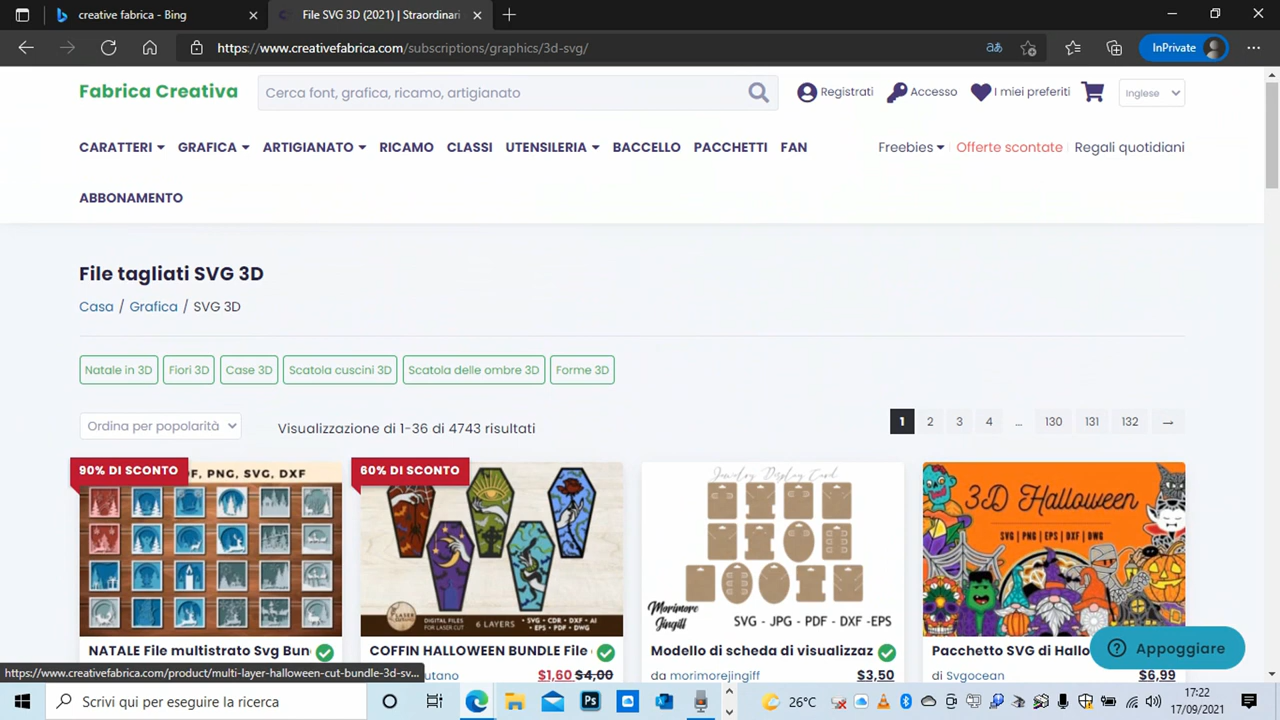 creative fabrica - Bing
File SVG 3D (2021) | Straordinari
https://www.creativefabrica.com/subscriptions/graphics/3d-svg/
InPrivate
Fabrica Creativa
Cerca font, grafica, ricamo, artigianato
Registrati
Accesso
I miei preferiti
Inglese
CARATTERI GRAFICA ARTIGIANATO RICAMO CLASSI UTENSILERIA BACCELLO PACCHETTI FAN
Freebies Offerte scontate Regali quotidiani
ABBONAMENTO
File tagliati SVG 3D
Casa / Grafica / SVG 3D
Natale in 3D Fiori 3D Case 3D Scatola cuscini 3D Scatola delle ombre 3D Forme 3D
Ordina per popolarità
Visualizzazione di 1-36 di 4743 risultati
1 2 3 4 ... 130 131 132 →
90% DI SCONTO
PNG, SVG, DXF
60% DI SCONTO
DIGITAL FILES
FOR LASER CUT
6 LAYERS
• SVG • CDR • DXF • AI
• EPS • PDF • DWG
Jewelry Display Card
Morimore
Jingiff
SVG - JPG - PDF - DXF -EPS
3D Halloween
SVG | PNG | EPS | DXF | DWG
NATALE File multistrato Svg Bun
COFFIN HALLOWEEN BUNDLE File
Modello di scheda di visualizzaz
Pacchetto SVG di Hallo
Appoggiare
https://www.creativefabrica.com/product/multi-layer-halloween-cut-bundle-3d-sv...
utano
$1,60 $4,00
da morimorejingiff
$3,50
di Svgocean
$6,99
Scrivi qui per eseguire la ricerca
26°C
17:22
17/09/2021